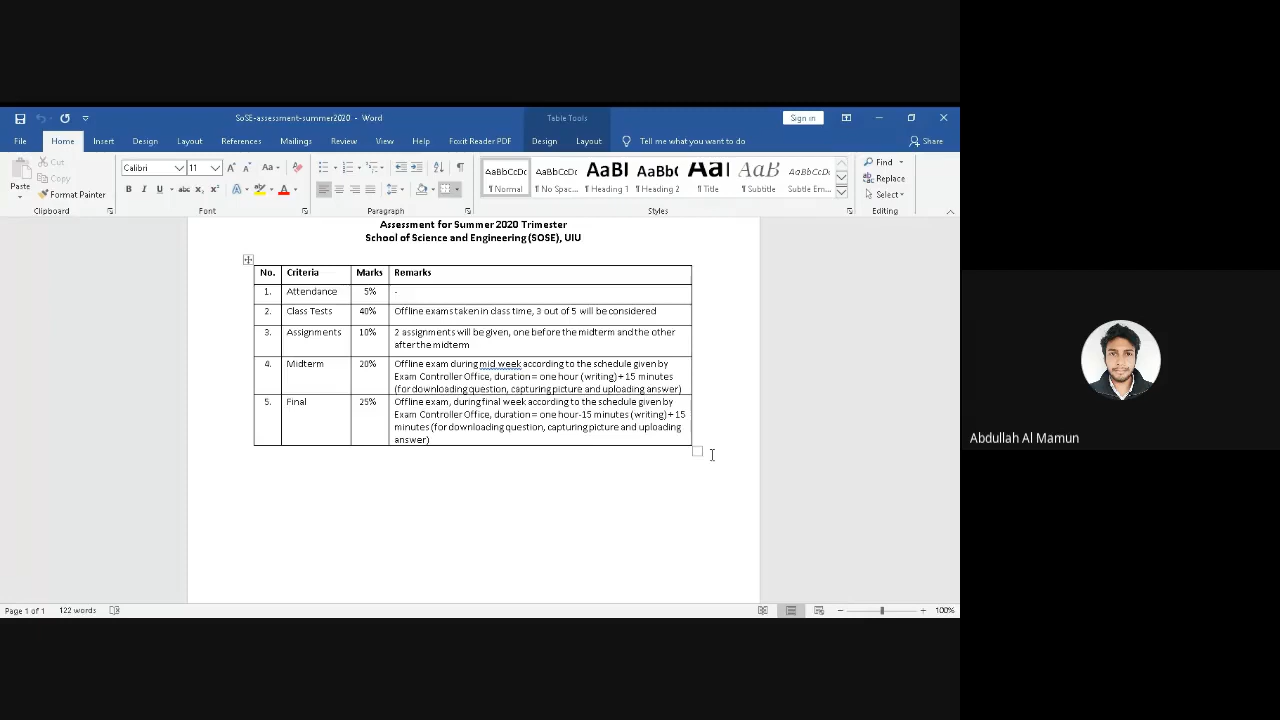 SoSE-assessment-summer2020 - Word
Table Tools
Sign in
File Home Insert Design Layout References Mailings Review View Help Foxit Reader PDF Design Layout Tell me what you want to do Share
Paste
Cut
Copy
Format Painter
Calibri 11
AaBbCcDc AaBbCcDc AaBl AaBbC AaI AaB AaBbCcDc
¶ Normal ¶ No Spac... ¶ Heading 1 ¶ Heading 2 ¶ Title ¶ Subtitle Subtle Em...
Find
Replace
Select
Clipboard Font Paragraph Styles Editing
Assessment for Summer 2020 Trimester
School of Science and Engineering (SOSE), UIU
No. Criteria Marks Remarks
1. Attendance 5% -
2. Class Tests 40% Offline exams taken in class time, 3 out of 5 will be considered
3. Assignments 10% 2 assignments will be given, one before the midterm and the other
after the midterm
4. Midterm 20% Offline exam during mid week according to the schedule given by
Exam Controller Office, duration = one hour (writing) + 15 minutes
(for downloading question, capturing picture and uploading answer)
5. Final 25% Offline exam, during final week according to the schedule given by
Exam Controller Office, duration = one hour-15 minutes (writing) + 15
minutes (for downloading question, capturing picture and uploading
answer)
Abdullah Al Mamun
Page 1 of 1 122 words 100%